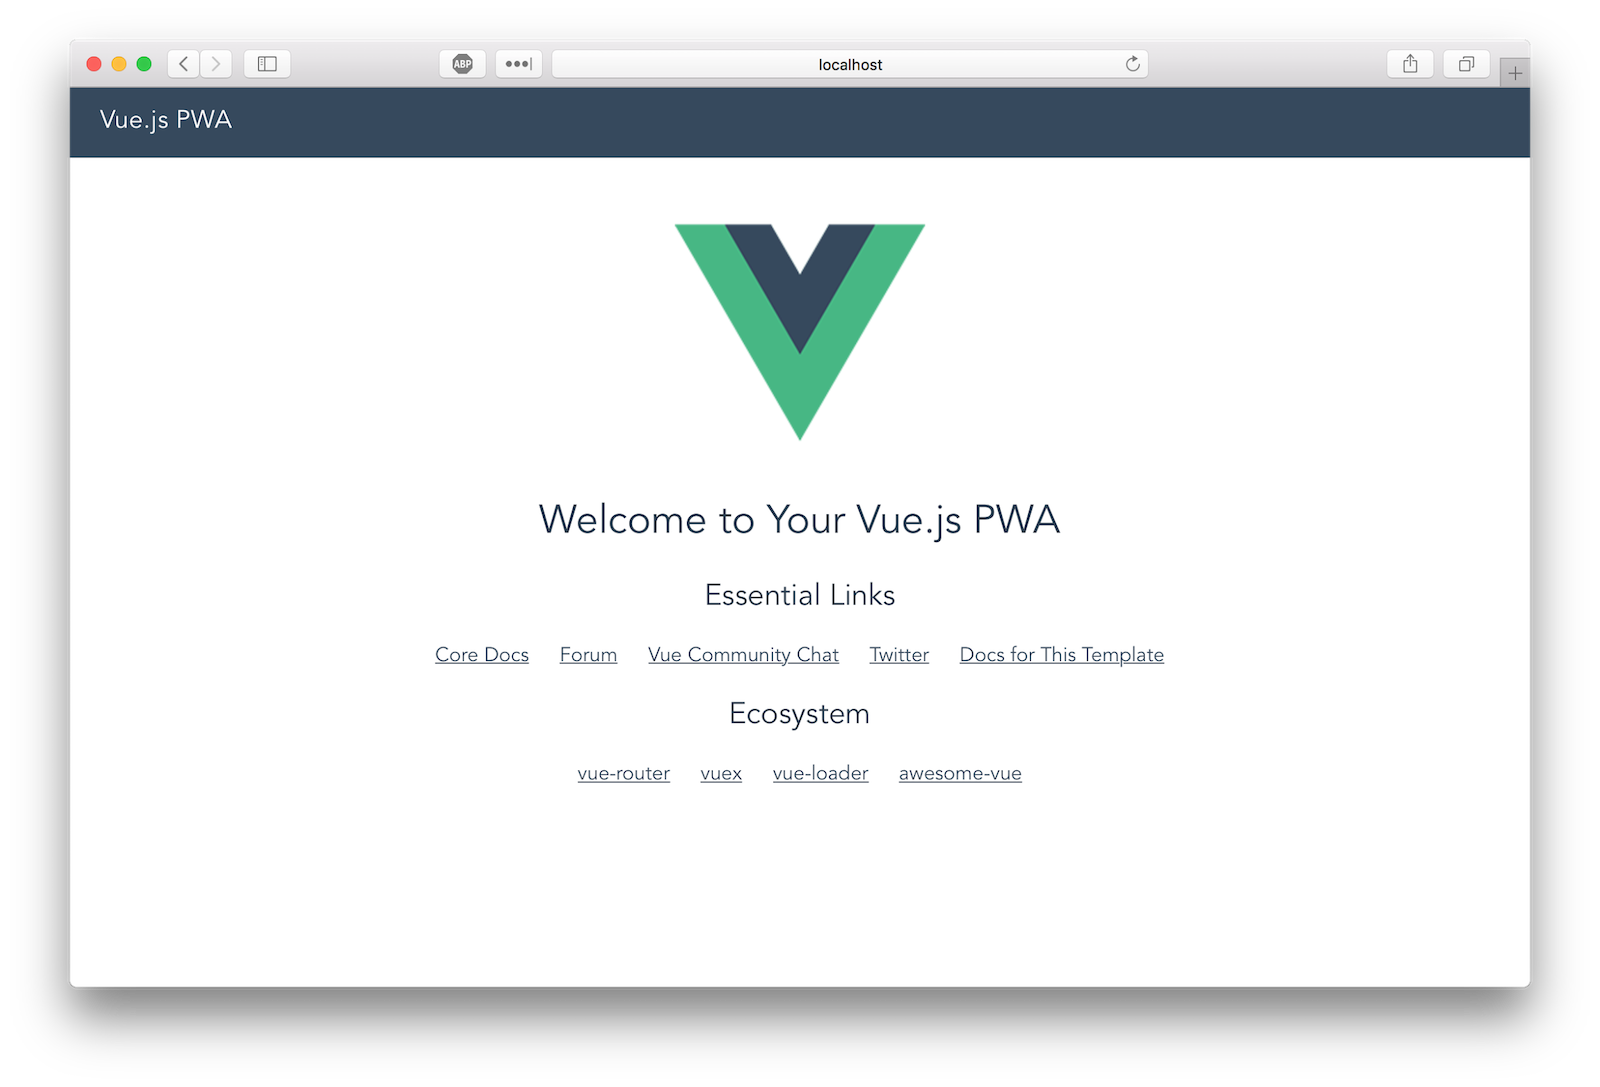 ABP
localhost
Vue.js PWA
Welcome to Your Vue.js PWA
Essential Links
Core Docs Forum Vue Community Chat Twitter Docs for This Template
Ecosystem
vue-router vuex vue-loader awesome-vue